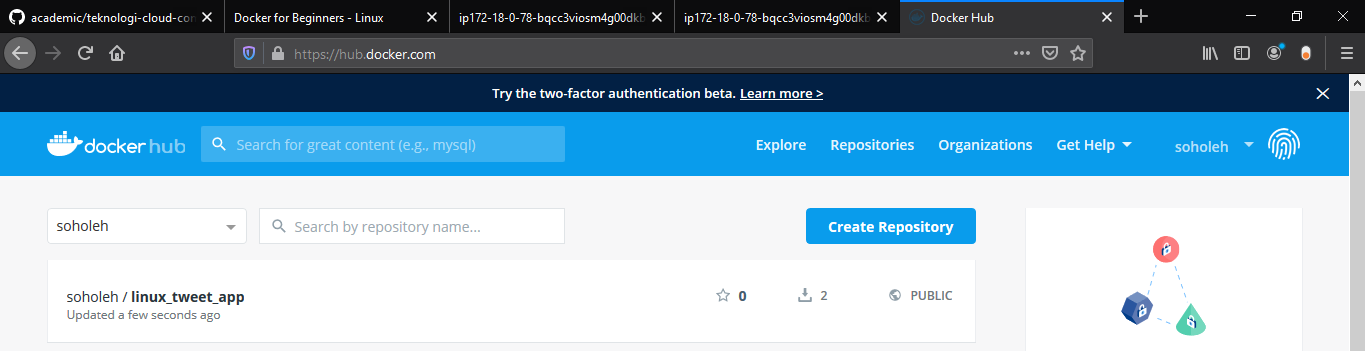 academic/teknologi-cloud-con
Docker for Beginners - Linux
ip172-18-0-78-bqcc3viosm4g00dkb
ip172-18-0-78-bqcc3viosm4g00dkb
Docker Hub
https://hub.docker.com
Try the two-factor authentication beta. Learn more >
docker hub
Search for great content (e.g., mysql)
Explore
Repositories
Organizations
Get Help
soholeh
soholeh
Search by repository name...
Create Repository
soholeh / linux_tweet_app
0
2
PUBLIC
Updated a few seconds ago